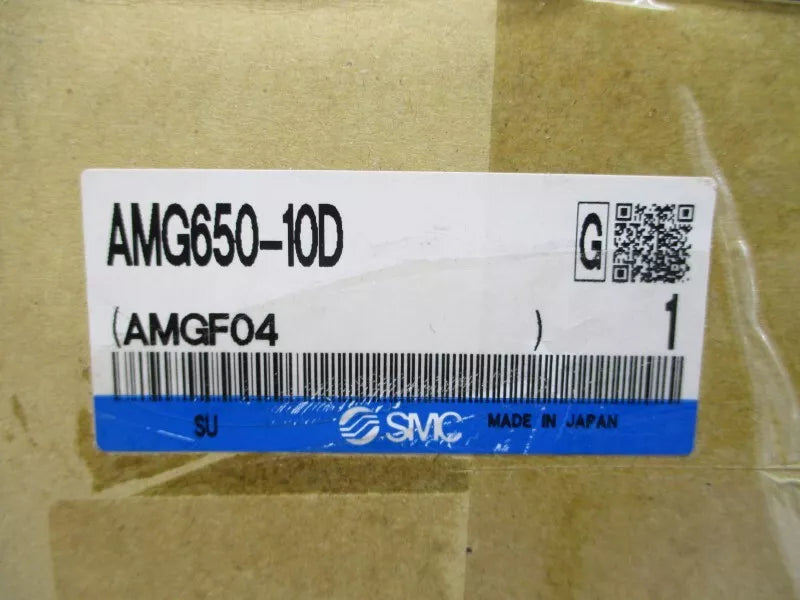 AMG650-10D G
(AMGF04 ) 1
SU SMC MADE IN JAPAN